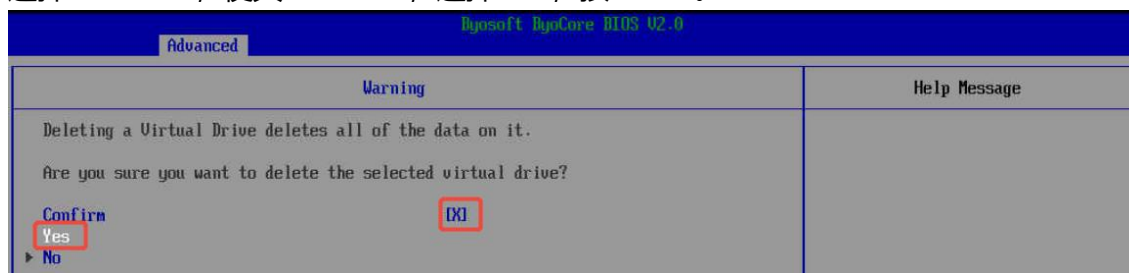 Byosoft ByoCore BIOS V2.0
Advanced
Warning
Help Message
Deleting a Virtual Drive deletes all of the data on it.
Are you sure you want to delete the selected virtual drive?
Confirm [X]
Yes
▶ No